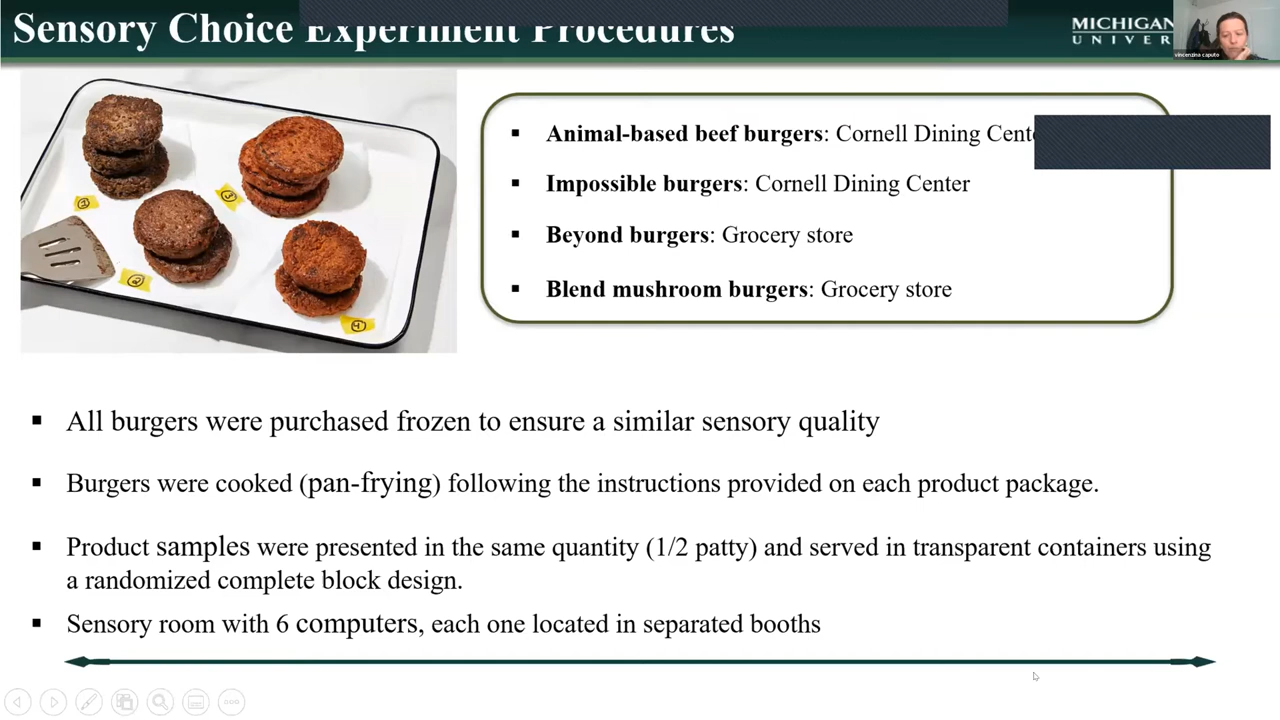 Sensory Choice Experiment Procedures
MICHIGAN
UNIVER
vincenzina caputo
▪ Animal-based beef burgers: Cornell Dining
▪ Impossible burgers: Cornell Dining Center
▪ Beyond burgers: Grocery store
▪ Blend mushroom burgers: Grocery store
1
2
3
4
▪ All burgers were purchased frozen to ensure a similar sensory quality
▪ Burgers were cooked (pan-frying) following the instructions provided on each product package.
▪ Product samples were presented in the same quantity (1/2 patty) and served in transparent containers using
a randomized complete block design.
▪ Sensory room with 6 computers, each one located in separated booths